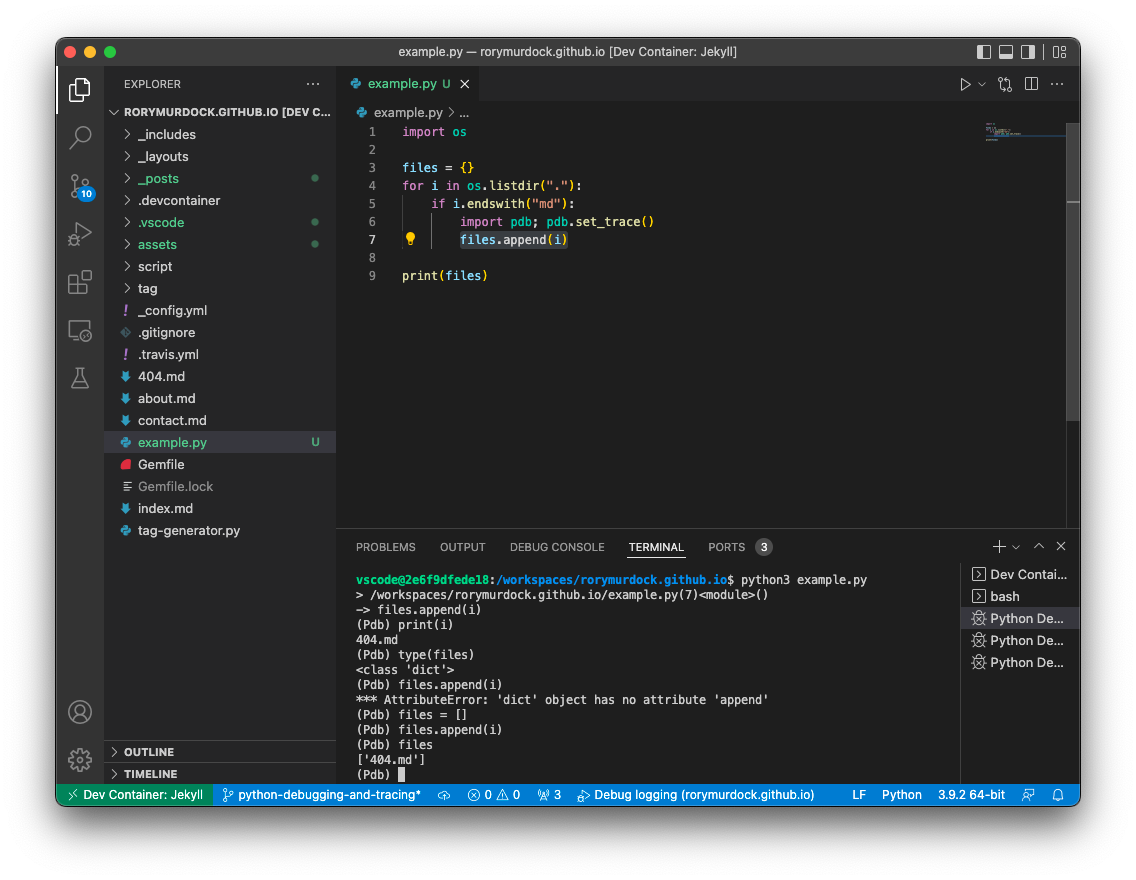 example.py — rorymurdock.github.io [Dev Container: Jekyll]
EXPLORER
RORYMURDOCK.GITHUB.IO [DEV C...
_includes
_layouts
_posts
.devcontainer
.vscode
assets
script
tag
! _config.yml
.gitignore
! .travis.yml
404.md
about.md
contact.md
example.py U
Gemfile
Gemfile.lock
index.md
tag-generator.py
OUTLINE
TIMELINE
10
example.py U
example.py > ...
1 import os
2
3 files = {}
4 for i in os.listdir("."):
5 if i.endswith("md"):
6 import pdb; pdb.set_trace()
7 files.append(i)
8
9 print(files)
PROBLEMS OUTPUT DEBUG CONSOLE TERMINAL PORTS 3
vscode@2e6f9dfede18:/workspaces/rorymurdock.github.io$ python3 example.py
> /workspaces/rorymurdock.github.io/example.py(7)<module>()
-> files.append(i)
(Pdb) print(i)
404.md
(Pdb) type(files)
<class 'dict'>
(Pdb) files.append(i)
*** AttributeError: 'dict' object has no attribute 'append'
(Pdb) files = []
(Pdb) files.append(i)
(Pdb) files
['404.md']
(Pdb)
Dev Contai...
bash
Python De...
Python De...
Python De...
Dev Container: Jekyll python-debugging-and-tracing* 0 0 3 Debug logging (rorymurdock.github.io) LF Python 3.9.2 64-bit